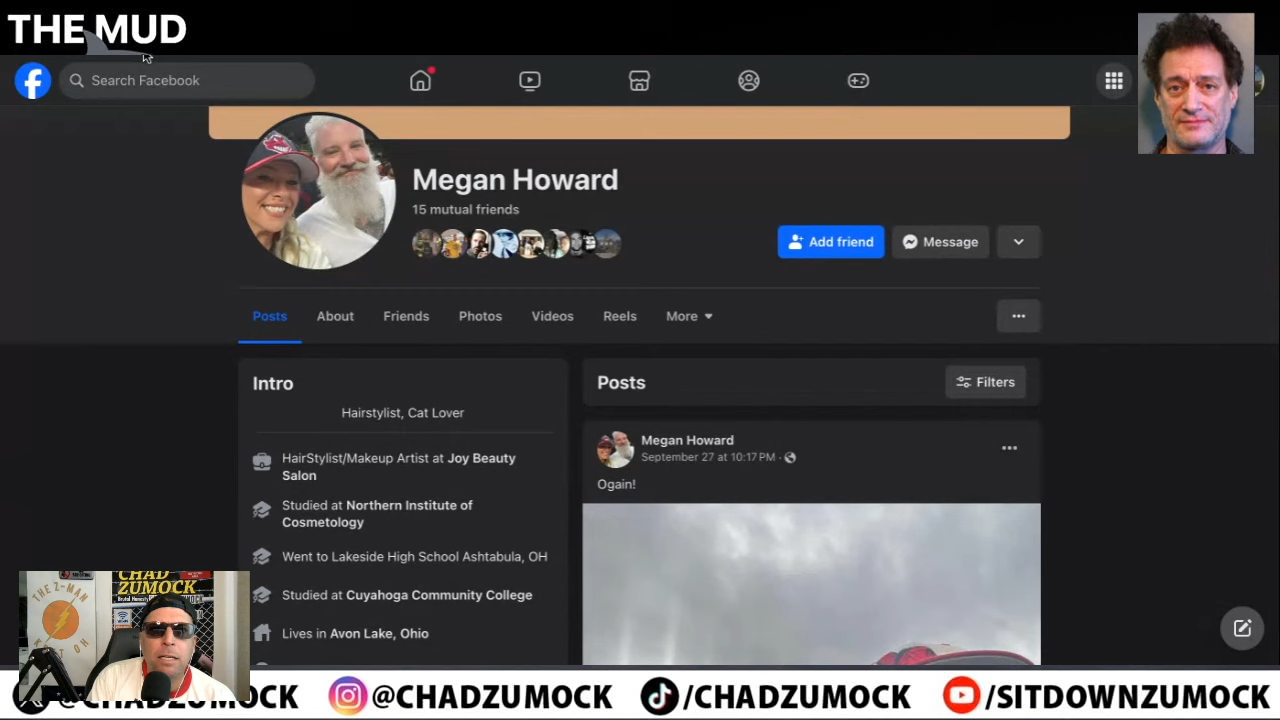 THE MUD
Search Facebook
Megan Howard
15 mutual friends
Add friend
Message
Posts
About
Friends
Photos
Videos
Reels
More
Intro
Hairstylist, Cat Lover
HairStylist/Makeup Artist at Joy Beauty
Salon
Studied at Northern Institute of
Cosmetology
Went to Lakeside High School Ashtabula, OH
Studied at Cuyahoga Community College
Lives in Avon Lake, Ohio
Posts
Filters
Megan Howard
September 27 at 10:17 PM
Ogain!
THE Z-MAN
CHAD
ZUMOCK
@CHADZUMOCK
@CHADZUMOCK
/CHADZUMOCK
/SITDOWNZUMOCK